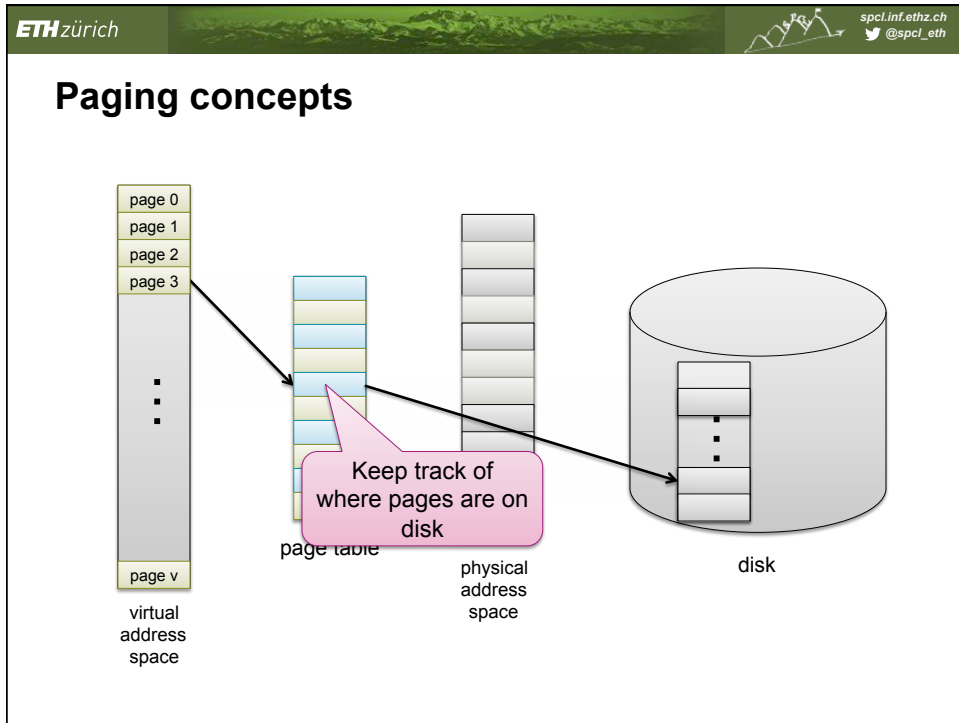 ETH zürich
spcl.inf.ethz.ch
@spcl_eth
SPCL
Paging concepts
page 0
page 1
page 2
page 3
page v
virtual
address
space
Keep track of
where pages are on
disk
page table
physical
address
space
disk